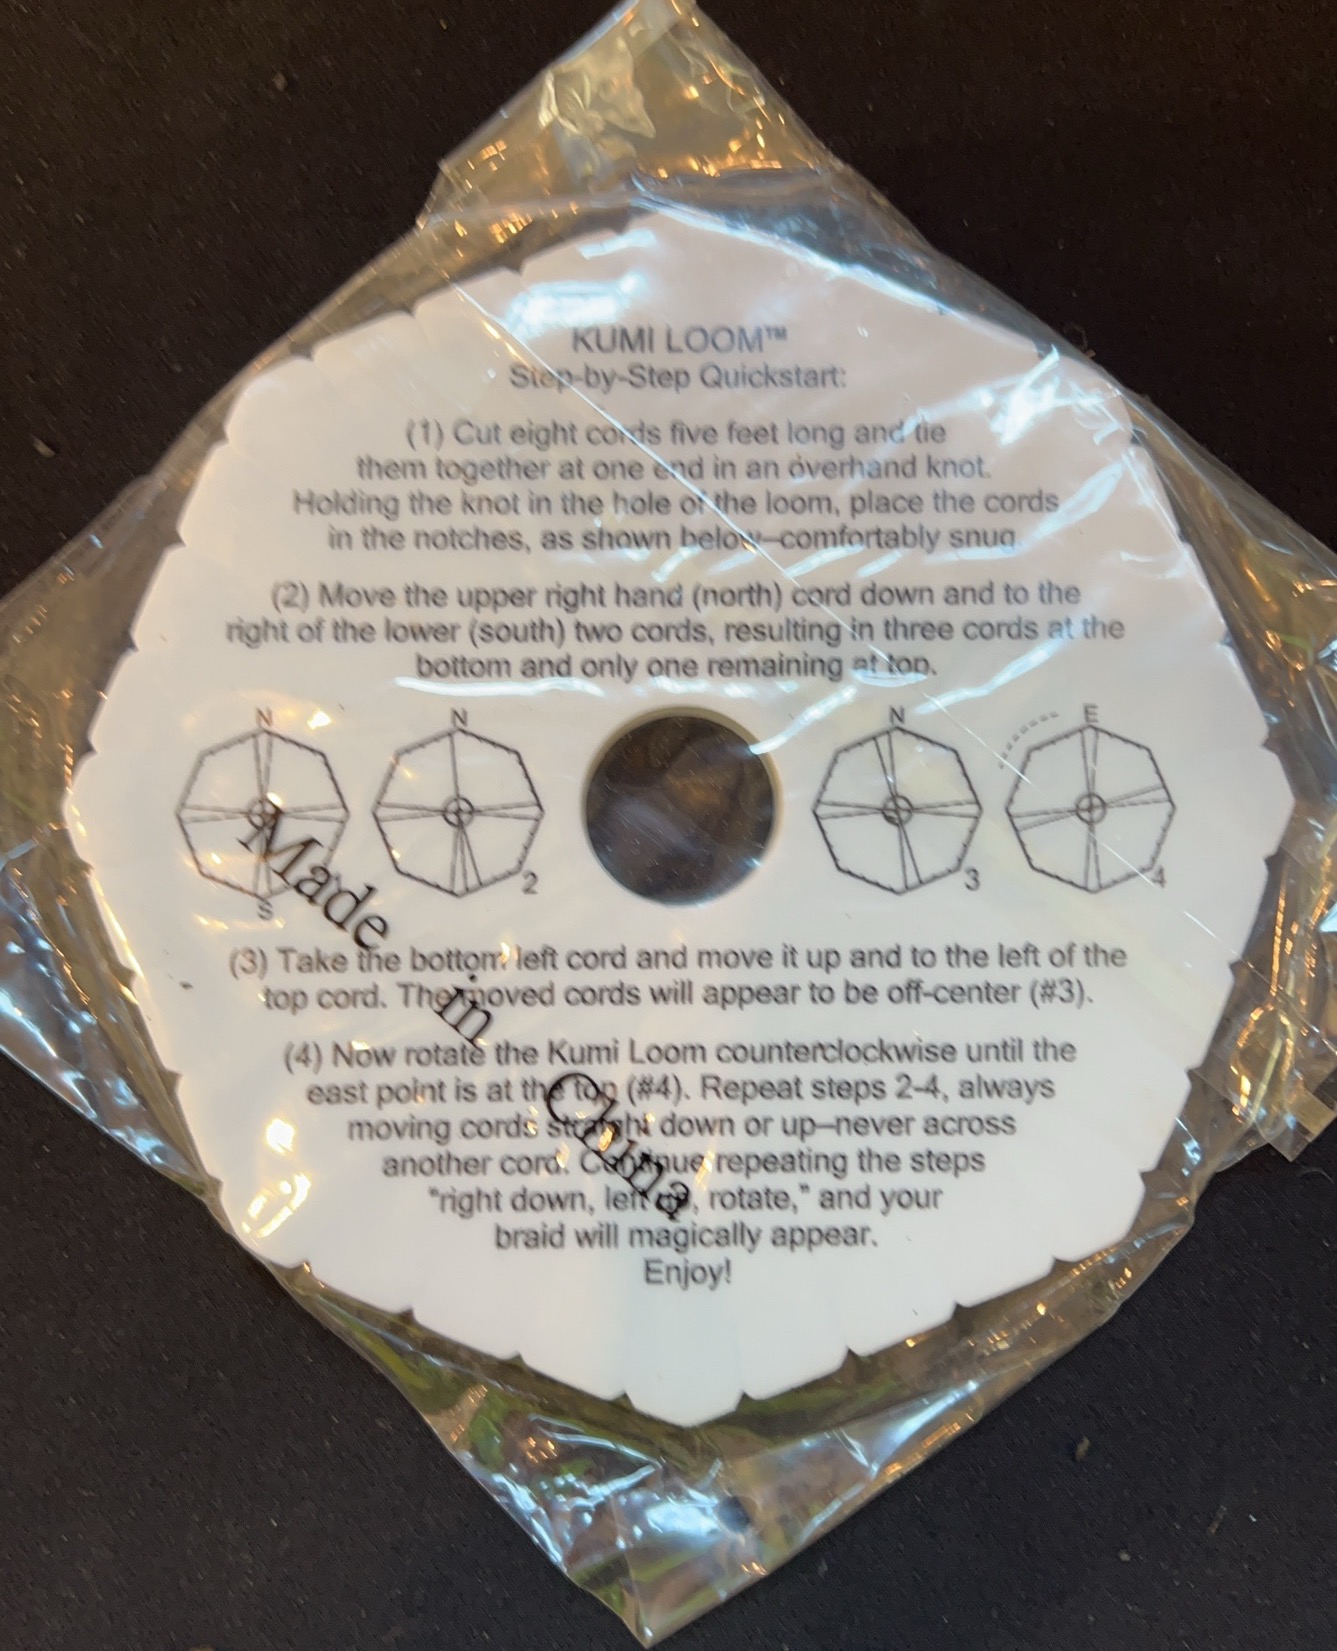 KUMI LOOM™
Step-by-Step Quickstart:
(1) Cut eight cords five feet long and tie
them together at one end in an overhand knot.
Holding the knot in the hole of the loom, place the cords
in the notches, as shown below–comfortably snug
(2) Move the upper right hand (north) cord down and to the
right of the lower (south) two cords, resulting in three cords at the
bottom and only one remaining at top.
N N N E
2 3 4
S
Made in China
(3) Take the bottom left cord and move it up and to the left of the
top cord. The moved cords will appear to be off-center (#3).
(4) Now rotate the Kumi Loom counterclockwise until the
east point is at the top (#4). Repeat steps 2-4, always
moving cords straight down or up–never across
another cord. Continue repeating the steps
"right down, left up, rotate," and your
braid will magically appear.
Enjoy!